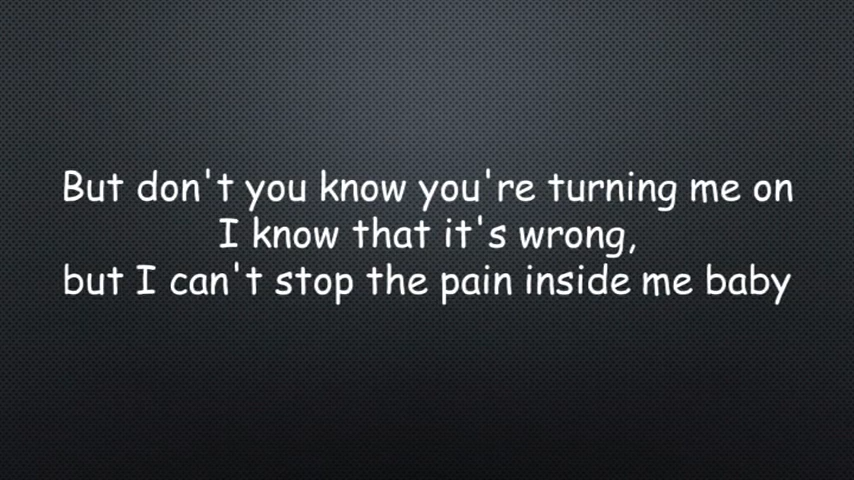 But don't you know you're turning me on
I know that it's wrong,
but I can't stop the pain inside me baby